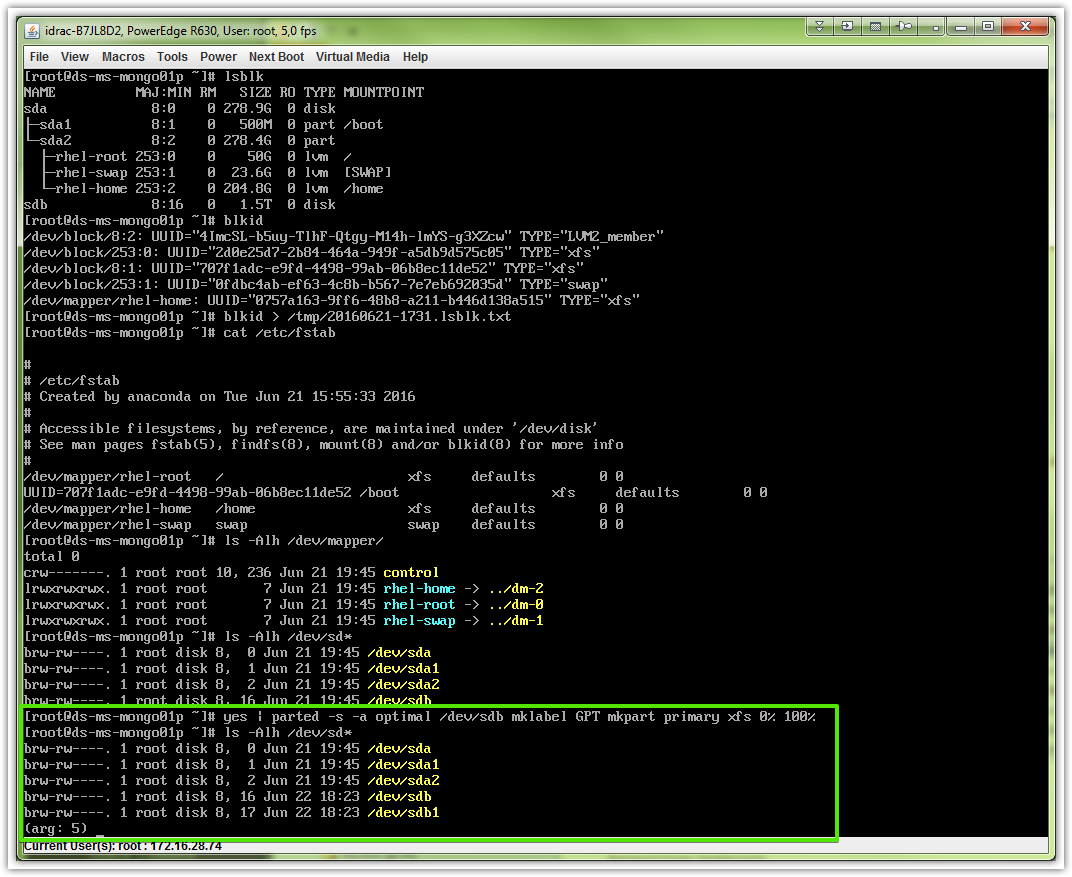 idrac-B7JL8D2, PowerEdge R630, User: root, 5,0 fps
File View Macros Tools Power Next Boot Virtual Media Help
[root@ds-ms-mongo01p ~]# lsblk
NAME MAJ:MIN RM SIZE RO TYPE MOUNTPOINT
sda 8:0 0 278.9G 0 disk
├─sda1 8:1 0 500M 0 part /boot
└─sda2 8:2 0 278.4G 0 part
├─rhel-root 253:0 0 50G 0 lvm /
├─rhel-swap 253:1 0 23.6G 0 lvm [SWAP]
└─rhel-home 253:2 0 204.8G 0 lvm /home
sdb 8:16 0 1.5T 0 disk
[root@ds-ms-mongo01p ~]# blkid
/dev/block/8:2: UUID="4ImcSL-b5uy-TlhF-Qtgy-M14h-lmYS-g3XZcw" TYPE="LVM2_member"
/dev/block/253:0: UUID="2d0e25d7-2b84-464a-949f-a5db9d575c05" TYPE="xfs"
/dev/block/8:1: UUID="707f1adc-e9fd-4498-99ab-06b8ec11de52" TYPE="xfs"
/dev/block/253:1: UUID="0fdbc4ab-ef63-4c8b-b567-7e7eb692035d" TYPE="swap"
/dev/mapper/rhel-home: UUID="0757a163-9ff6-48b8-a211-b446d138a515" TYPE="xfs"
[root@ds-ms-mongo01p ~]# blkid > /tmp/20160621-1731.lsblk.txt
[root@ds-ms-mongo01p ~]# cat /etc/fstab
#
# /etc/fstab
# Created by anaconda on Tue Jun 21 15:55:33 2016
#
# Accessible filesystems, by reference, are maintained under '/dev/disk'
# See man pages fstab(5), findfs(8), mount(8) and/or blkid(8) for more info
#
/dev/mapper/rhel-root / xfs defaults 0 0
UUID=707f1adc-e9fd-4498-99ab-06b8ec11de52 /boot xfs defaults 0 0
/dev/mapper/rhel-home /home xfs defaults 0 0
/dev/mapper/rhel-swap swap swap defaults 0 0
[root@ds-ms-mongo01p ~]# ls -Alh /dev/mapper/
total 0
crw-------. 1 root root 10, 236 Jun 21 19:45 control
lrwxrwxrwx. 1 root root 7 Jun 21 19:45 rhel-home -> ../dm-2
lrwxrwxrwx. 1 root root 7 Jun 21 19:45 rhel-root -> ../dm-0
lrwxrwxrwx. 1 root root 7 Jun 21 19:45 rhel-swap -> ../dm-1
[root@ds-ms-mongo01p ~]# ls -Alh /dev/sd*
brw-rw----. 1 root disk 8, 0 Jun 21 19:45 /dev/sda
brw-rw----. 1 root disk 8, 1 Jun 21 19:45 /dev/sda1
brw-rw----. 1 root disk 8, 2 Jun 21 19:45 /dev/sda2
brw-rw----. 1 root disk 8, 16 Jun 21 19:45 /dev/sdb
[root@ds-ms-mongo01p ~]# yes | parted -s -a optimal /dev/sdb mklabel GPT mkpart primary xfs 0% 100%
[root@ds-ms-mongo01p ~]# ls -Alh /dev/sd*
brw-rw----. 1 root disk 8, 0 Jun 21 19:45 /dev/sda
brw-rw----. 1 root disk 8, 1 Jun 21 19:45 /dev/sda1
brw-rw----. 1 root disk 8, 2 Jun 21 19:45 /dev/sda2
brw-rw----. 1 root disk 8, 16 Jun 22 18:23 /dev/sdb
brw-rw----. 1 root disk 8, 17 Jun 22 18:23 /dev/sdb1
(arg: 5) _
Current User(s): root : 172.16.28.74